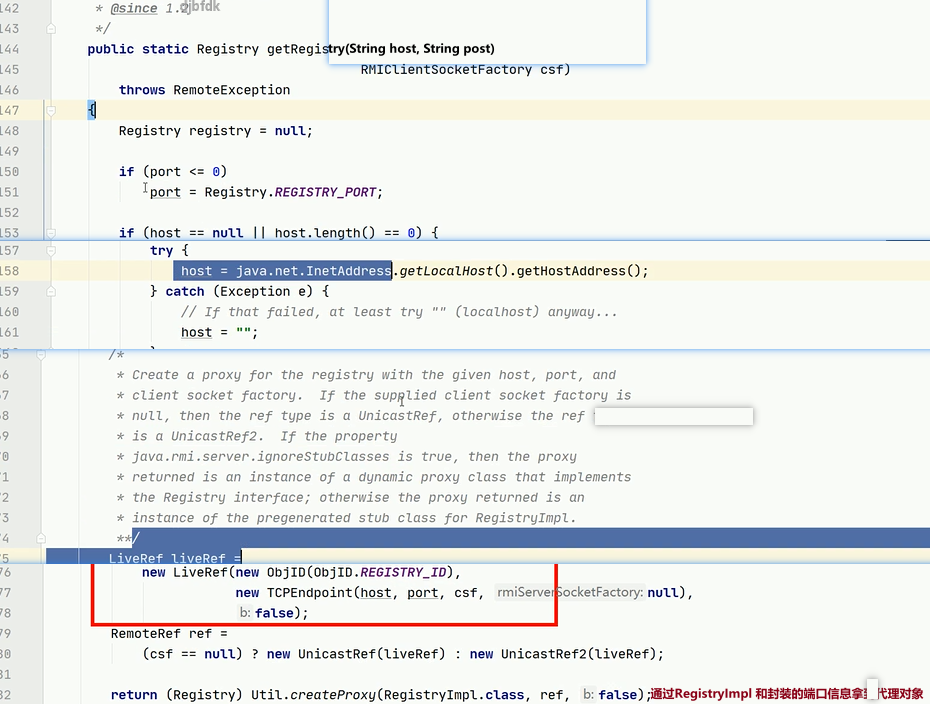 142 * @since 1.2 djbfdk
143 */
144 public static Registry getRegistry(String host, String post)
145 RMIClientSocketFactory csf)
146 throws RemoteException
147 {
148 Registry registry = null;
149
150 if (port <= 0)
151 port = Registry.REGISTRY_PORT;
152
153 if (host == null || host.length() == 0) {
157 try {
158 host = java.net.InetAddress.getLocalHost().getHostAddress();
159 } catch (Exception e) {
160 // If that failed, at least try "" (localhost) anyway...
161 host = "";
55 /*
66 * Create a proxy for the registry with the given host, port, and
67 * client socket factory. If the supplied client socket factory is
68 * null, then the ref type is a UnicastRef, otherwise the ref
69 * is a UnicastRef2. If the property
70 * java.rmi.server.ignoreStubClasses is true, then the proxy
71 * returned is an instance of a dynamic proxy class that implements
72 * the Registry interface; otherwise the proxy returned is an
73 * instance of the pregenerated stub class for RegistryImpl.
74 **/
75 LiveRef liveRef =
76 new LiveRef(new ObjID(ObjID.REGISTRY_ID),
77 new TCPEndpoint(host, port, csf, rmiServerSocketFactory: null),
78 b: false);
79 RemoteRef ref =
80 (csf == null) ? new UnicastRef(liveRef) : new UnicastRef2(liveRef);
81
82 return (Registry) Util.createProxy(RegistryImpl.class, ref, b: false); 通过RegistryImpl 和封装的端口信息拿到代理对象